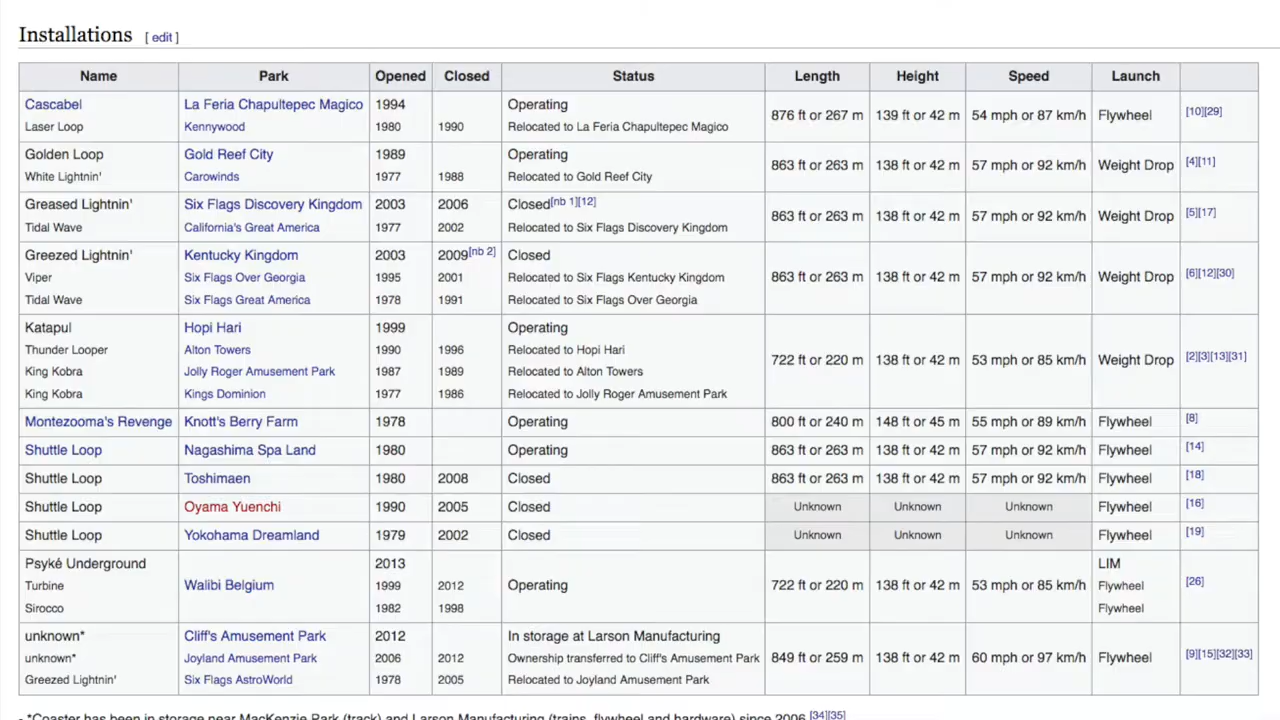 Installations [ edit ]
Name Park Opened Closed Status Length Height Speed Launch
Cascabel La Feria Chapultepec Magico 1994 Operating 876 ft or 267 m 139 ft or 42 m 54 mph or 87 km/h Flywheel [10][29]
Laser Loop Kennywood 1980 1990 Relocated to La Feria Chapultepec Magico
Golden Loop Gold Reef City 1989 Operating 863 ft or 263 m 138 ft or 42 m 57 mph or 92 km/h Weight Drop [4][11]
White Lightnin' Carowinds 1977 1988 Relocated to Gold Reef City
Greased Lightnin' Six Flags Discovery Kingdom 2003 2006 Closed[nb 1][12] 863 ft or 263 m 138 ft or 42 m 57 mph or 92 km/h Weight Drop [5][17]
Tidal Wave California's Great America 1977 2002 Relocated to Six Flags Discovery Kingdom
Greezed Lightnin' Kentucky Kingdom 2003 2009[nb 2] Closed
Viper Six Flags Over Georgia 1995 2001 Relocated to Six Flags Kentucky Kingdom 863 ft or 263 m 138 ft or 42 m 57 mph or 92 km/h Weight Drop [6][12][30]
Tidal Wave Six Flags Great America 1978 1991 Relocated to Six Flags Over Georgia
Katapul Hopi Hari 1999 Operating
Thunder Looper Alton Towers 1990 1996 Relocated to Hopi Hari 722 ft or 220 m 138 ft or 42 m 53 mph or 85 km/h Weight Drop [2][3][13][31]
King Kobra Jolly Roger Amusement Park 1987 1989 Relocated to Alton Towers
King Kobra Kings Dominion 1977 1986 Relocated to Jolly Roger Amusement Park
Montezooma's Revenge Knott's Berry Farm 1978 Operating 800 ft or 240 m 148 ft or 45 m 55 mph or 89 km/h Flywheel [8]
Shuttle Loop Nagashima Spa Land 1980 Operating 863 ft or 263 m 138 ft or 42 m 57 mph or 92 km/h Flywheel [14]
Shuttle Loop Toshimaen 1980 2008 Closed 863 ft or 263 m 138 ft or 42 m 57 mph or 92 km/h Flywheel [18]
Shuttle Loop Oyama Yuenchi 1990 2005 Closed Unknown Unknown Unknown Flywheel [16]
Shuttle Loop Yokohama Dreamland 1979 2002 Closed Unknown Unknown Unknown Flywheel [19]
Psyké Underground 2013 LIM
Turbine Walibi Belgium 1999 2012 Operating 722 ft or 220 m 138 ft or 42 m 53 mph or 85 km/h Flywheel [26]
Sirocco 1982 1998 Flywheel
unknown* Cliff's Amusement Park 2012 In storage at Larson Manufacturing
unknown* Joyland Amusement Park 2006 2012 Ownership transferred to Cliff's Amusement Park 849 ft or 259 m 138 ft or 42 m 60 mph or 97 km/h Flywheel [9][15][32][33]
Greezed Lightnin' Six Flags AstroWorld 1978 2005 Relocated to Joyland Amusement Park
- *Coaster has been in storage near MacKenzie Park (track) and Larson Manufacturing (trains, flywheel and hardware) since 2006.[34][35]